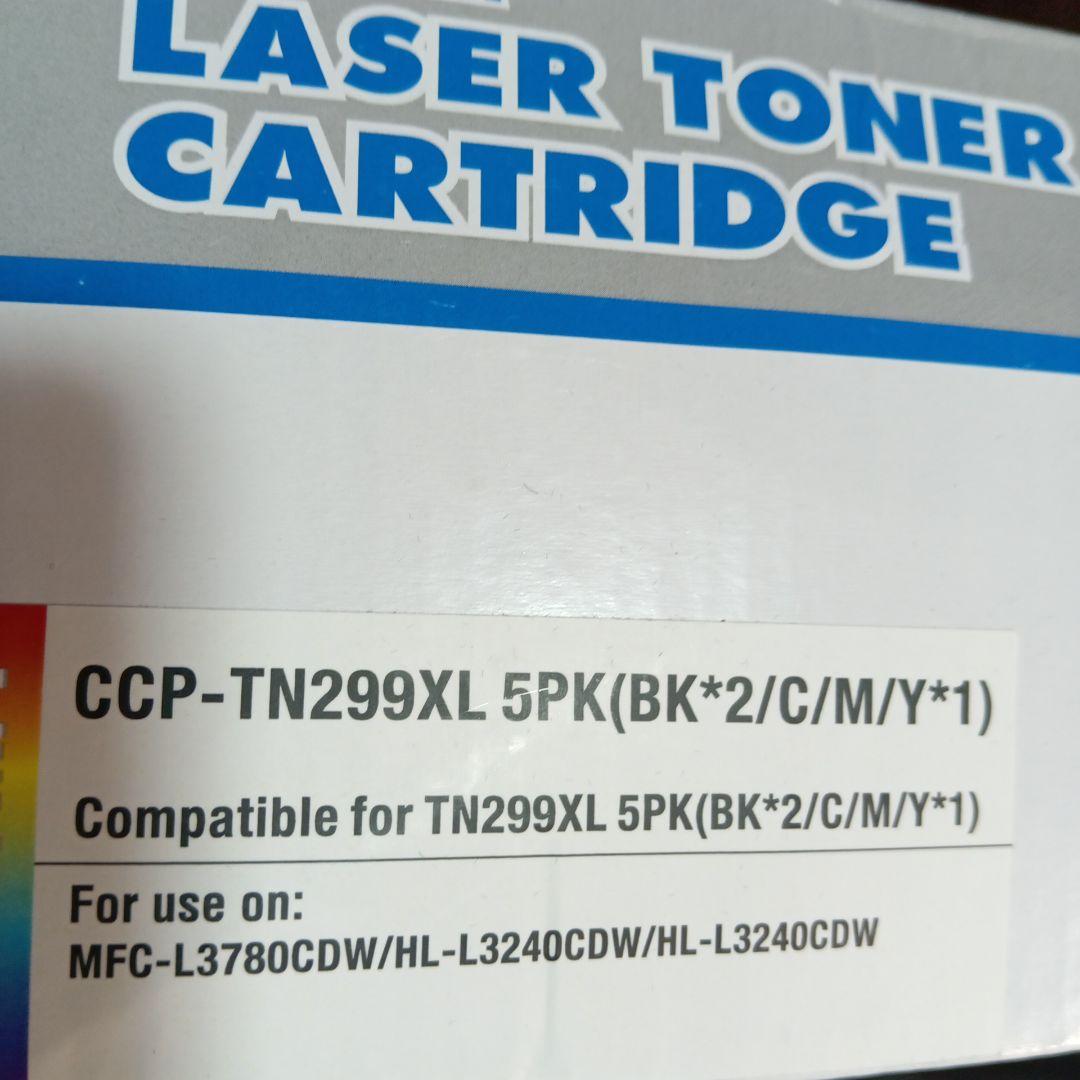 LASER TONER
CARTRIDGE
CCP-TN299XL 5PK(BK*2/C/M/Y*1)
Compatible for TN299XL 5PK(BK*2/C/M/Y*1)
For use on:
MFC-L3780CDW/HL-L3240CDW/HL-L3240CDW